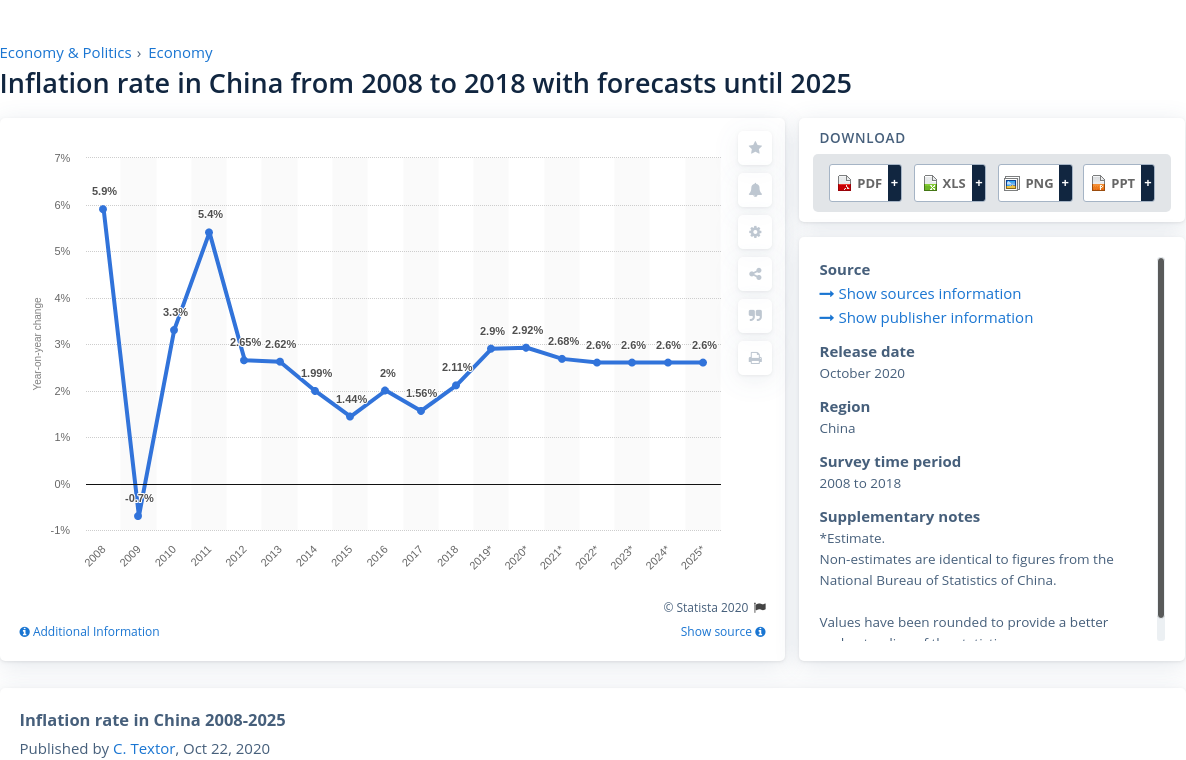 Economy & Politics › Economy
Inflation rate in China from 2008 to 2018 with forecasts until 2025
7%
6%
5%
4%
3%
2%
1%
0%
-1%
Year-on-year change
5.9%
-0.7%
3.3%
5.4%
2.65%
2.62%
1.99%
1.44%
2%
1.56%
2.11%
2.9%
2.92%
2.68%
2.6%
2.6%
2.6%
2.6%
2008
2009
2010
2011
2012
2013
2014
2015
2016
2017
2018
2019*
2020*
2021*
2022*
2023*
2024*
2025*
© Statista 2020
Additional Information
Show source
DOWNLOAD
PDF + XLS + PNG + PPT +
Source
Show sources information
Show publisher information
Release date
October 2020
Region
China
Survey time period
2008 to 2018
Supplementary notes
*Estimate.
Non-estimates are identical to figures from the
National Bureau of Statistics of China.
Values have been rounded to provide a better
Inflation rate in China 2008-2025
Published by C. Textor, Oct 22, 2020